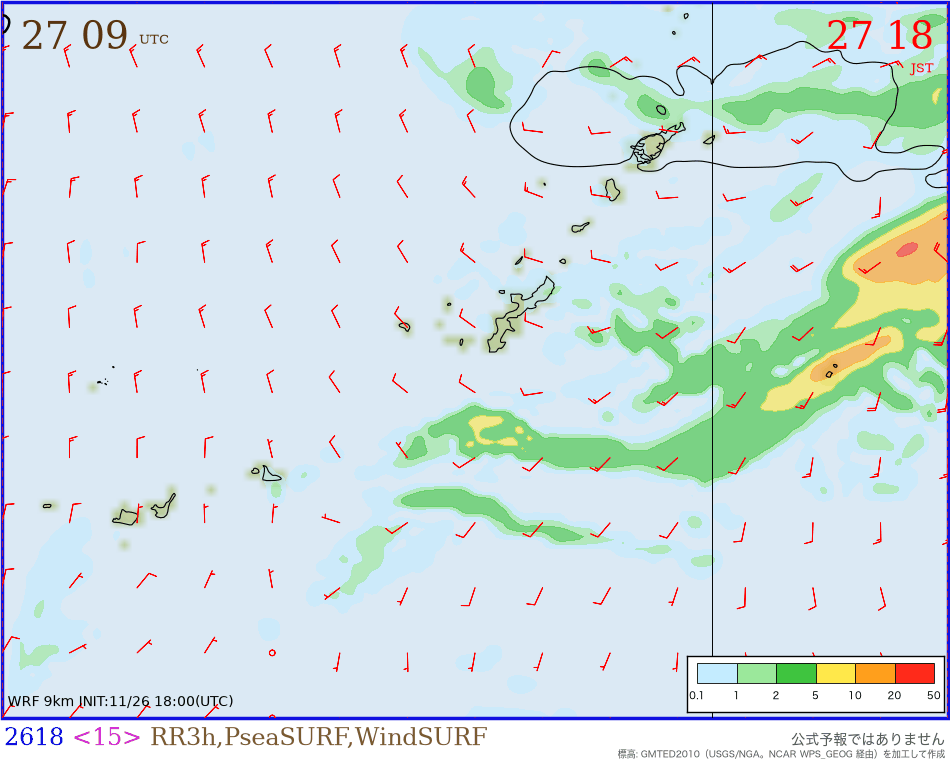 27 09 UTC
27 18
JST
0.1 1 2 5 10 20 50
WRF 9km INIT:11/26 18:00(UTC)
2618 <15> RR3h,PseaSURF,WindSURF
公式予報ではありません
標高: GMTED2010（USGS/NGA。NCAR WPS_GEOG 経由）を加工して作成